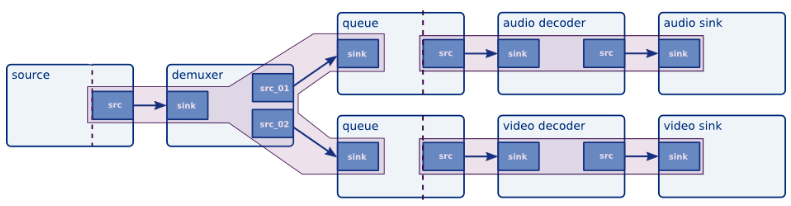 source
src
demuxer
sink
src_01
src_02
queue
sink
src
audio decoder
sink
src
audio sink
sink
queue
sink
src
video decoder
sink
src
video sink
sink